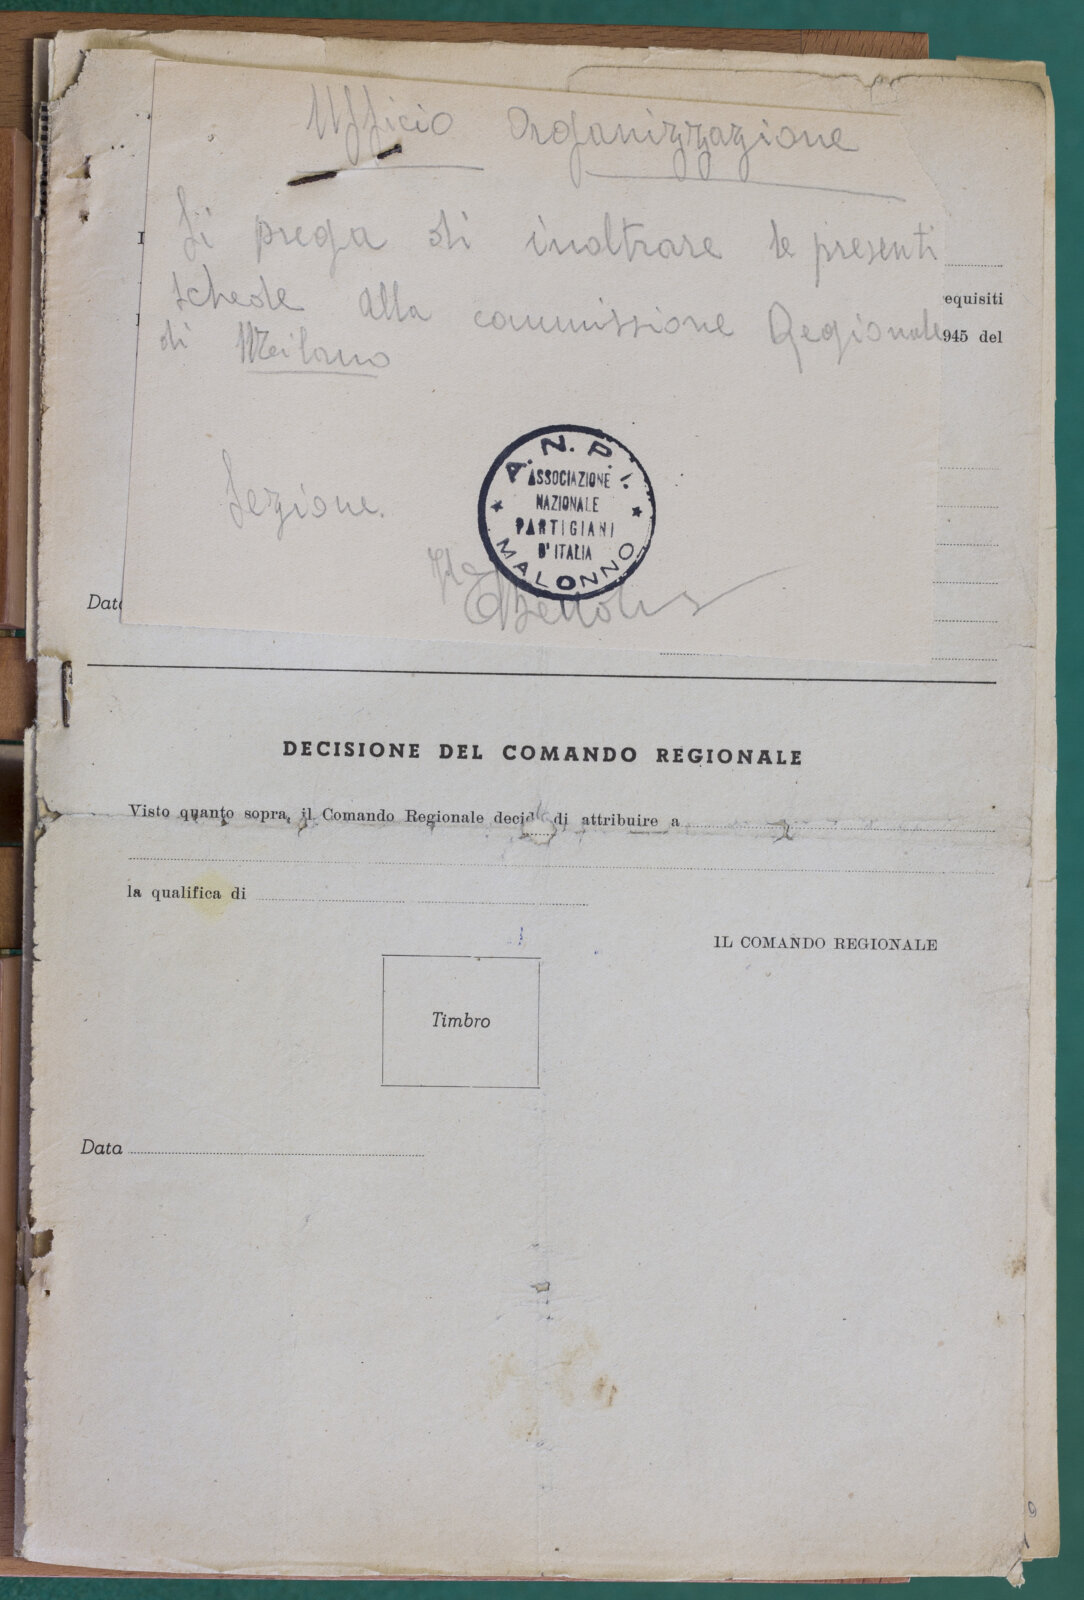 Ufficio Organizzazione
Si prega di inoltrare le presenti
schede alla commissione Regionale
di Milano
equisiti
945 del
A.N.P.I.
ASSOCIAZIONE
NAZIONALE
PARTIGIANI
D'ITALIA
MALONNO
Sezione.
Data
DECISIONE DEL COMANDO REGIONALE
Visto quanto sopra, il Comando Regionale decide di attribuire a
la qualifica di
IL COMANDO REGIONALE
Timbro
Data